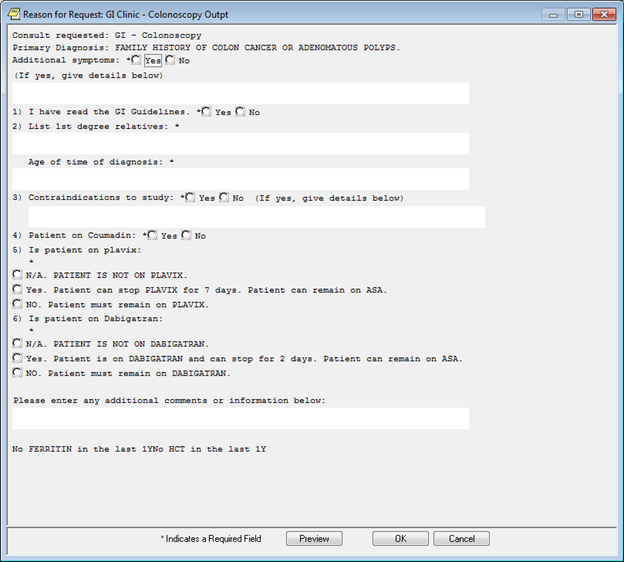 Reason for Request: GI Clinic - Colonoscopy Outpt
Consult requested: GI - Colonoscopy
Primary Diagnosis: FAMILY HISTORY OF COLON CANCER OR ADENOMATOUS POLYPS.
Additional symptoms: * Yes No
(If yes, give details below)
1) I have read the GI Guidelines. * Yes No
2) List 1st degree relatives: *
Age of time of diagnosis: *
3) Contraindications to study: * Yes No (If yes, give details below)
4) Patient on Coumadin: * Yes No
5) Is patient on plavix:
*
N/A. PATIENT IS NOT ON PLAVIX.
Yes. Patient can stop PLAVIX for 7 days. Patient can remain on ASA.
NO. Patient must remain on PLAVIX.
6) Is patient on Dabigatran:
*
N/A. PATIENT IS NOT ON DABIGATRAN.
Yes. Patient is on DABIGATRAN and can stop for 2 days. Patient can remain on ASA.
NO. Patient must remain on DABIGATRAN.
Please enter any additional comments or information below:
No FERRITIN in the last 1YNo HCT in the last 1Y
* Indicates a Required Field Preview OK Cancel